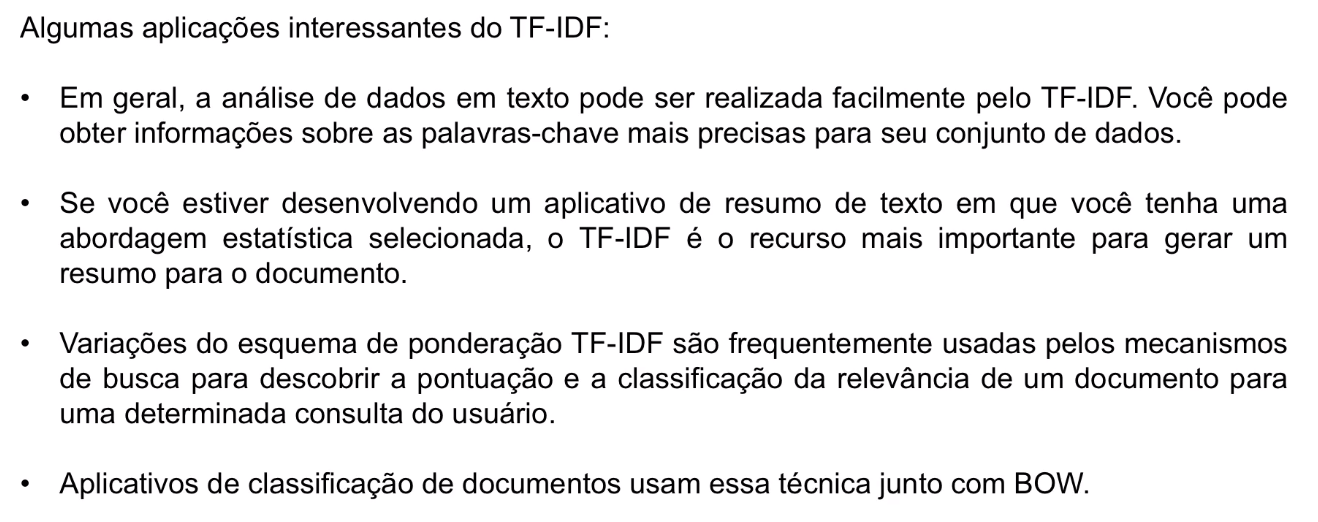 Algumas aplicações interessantes do TF-IDF:
• Em geral, a análise de dados em texto pode ser realizada facilmente pelo TF-IDF. Você pode
obter informações sobre as palavras-chave mais precisas para seu conjunto de dados.
• Se você estiver desenvolvendo um aplicativo de resumo de texto em que você tenha uma
abordagem estatística selecionada, o TF-IDF é o recurso mais importante para gerar um
resumo para o documento.
• Variações do esquema de ponderação TF-IDF são frequentemente usadas pelos mecanismos
de busca para descobrir a pontuação e a classificação da relevância de um documento para
uma determinada consulta do usuário.
• Aplicativos de classificação de documentos usam essa técnica junto com BOW.